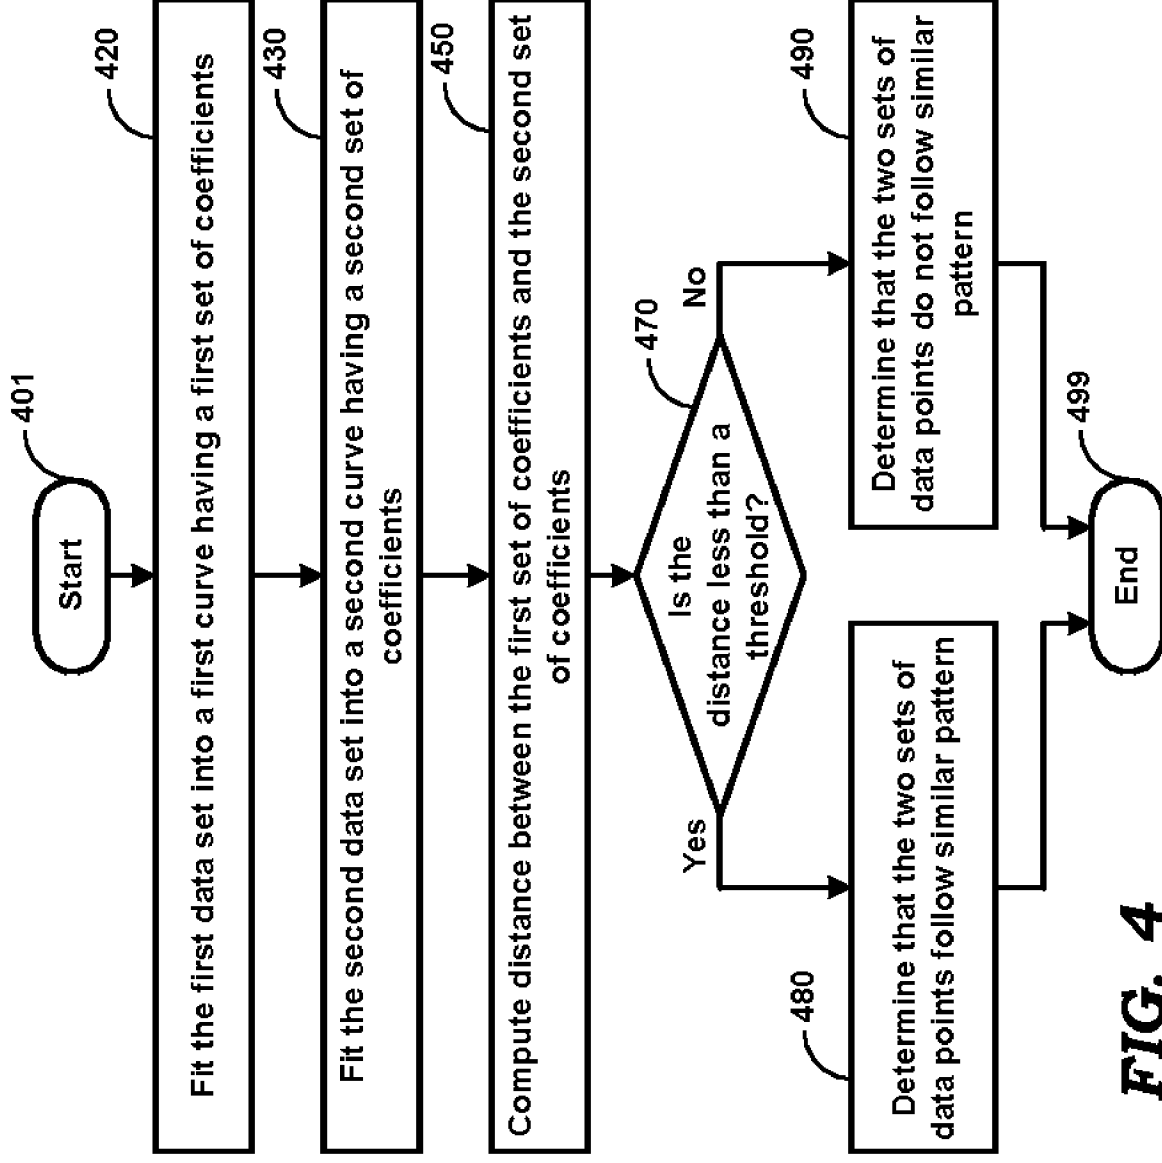 401
Start
420
Fit the first data set into a first curve having a first set of coefficients
430
Fit the second data set into a second curve having a second set of
coefficients
450
Compute distance between the first set of coefficients and the second set
of coefficients
470
Is the
distance less than a
threshold?
Yes
No
480
Determine that the two sets of
data points follow similar pattern
490
Determine that the two sets of
data points do not follow similar
pattern
499
End
FIG. 4